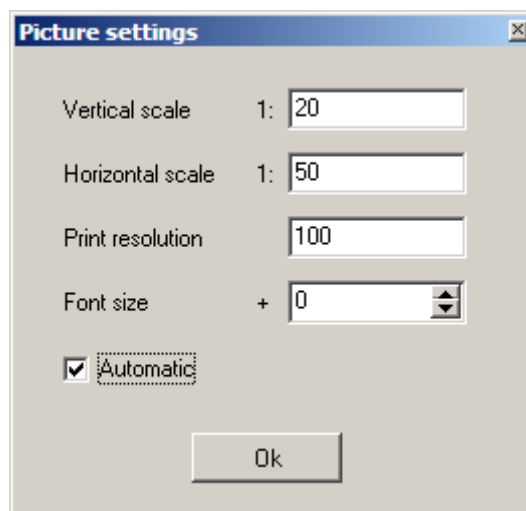 Picture settings
Vertical scale 1: 20
Horizontal scale 1: 50
Print resolution 100
Font size + 0
Automatic
Ok